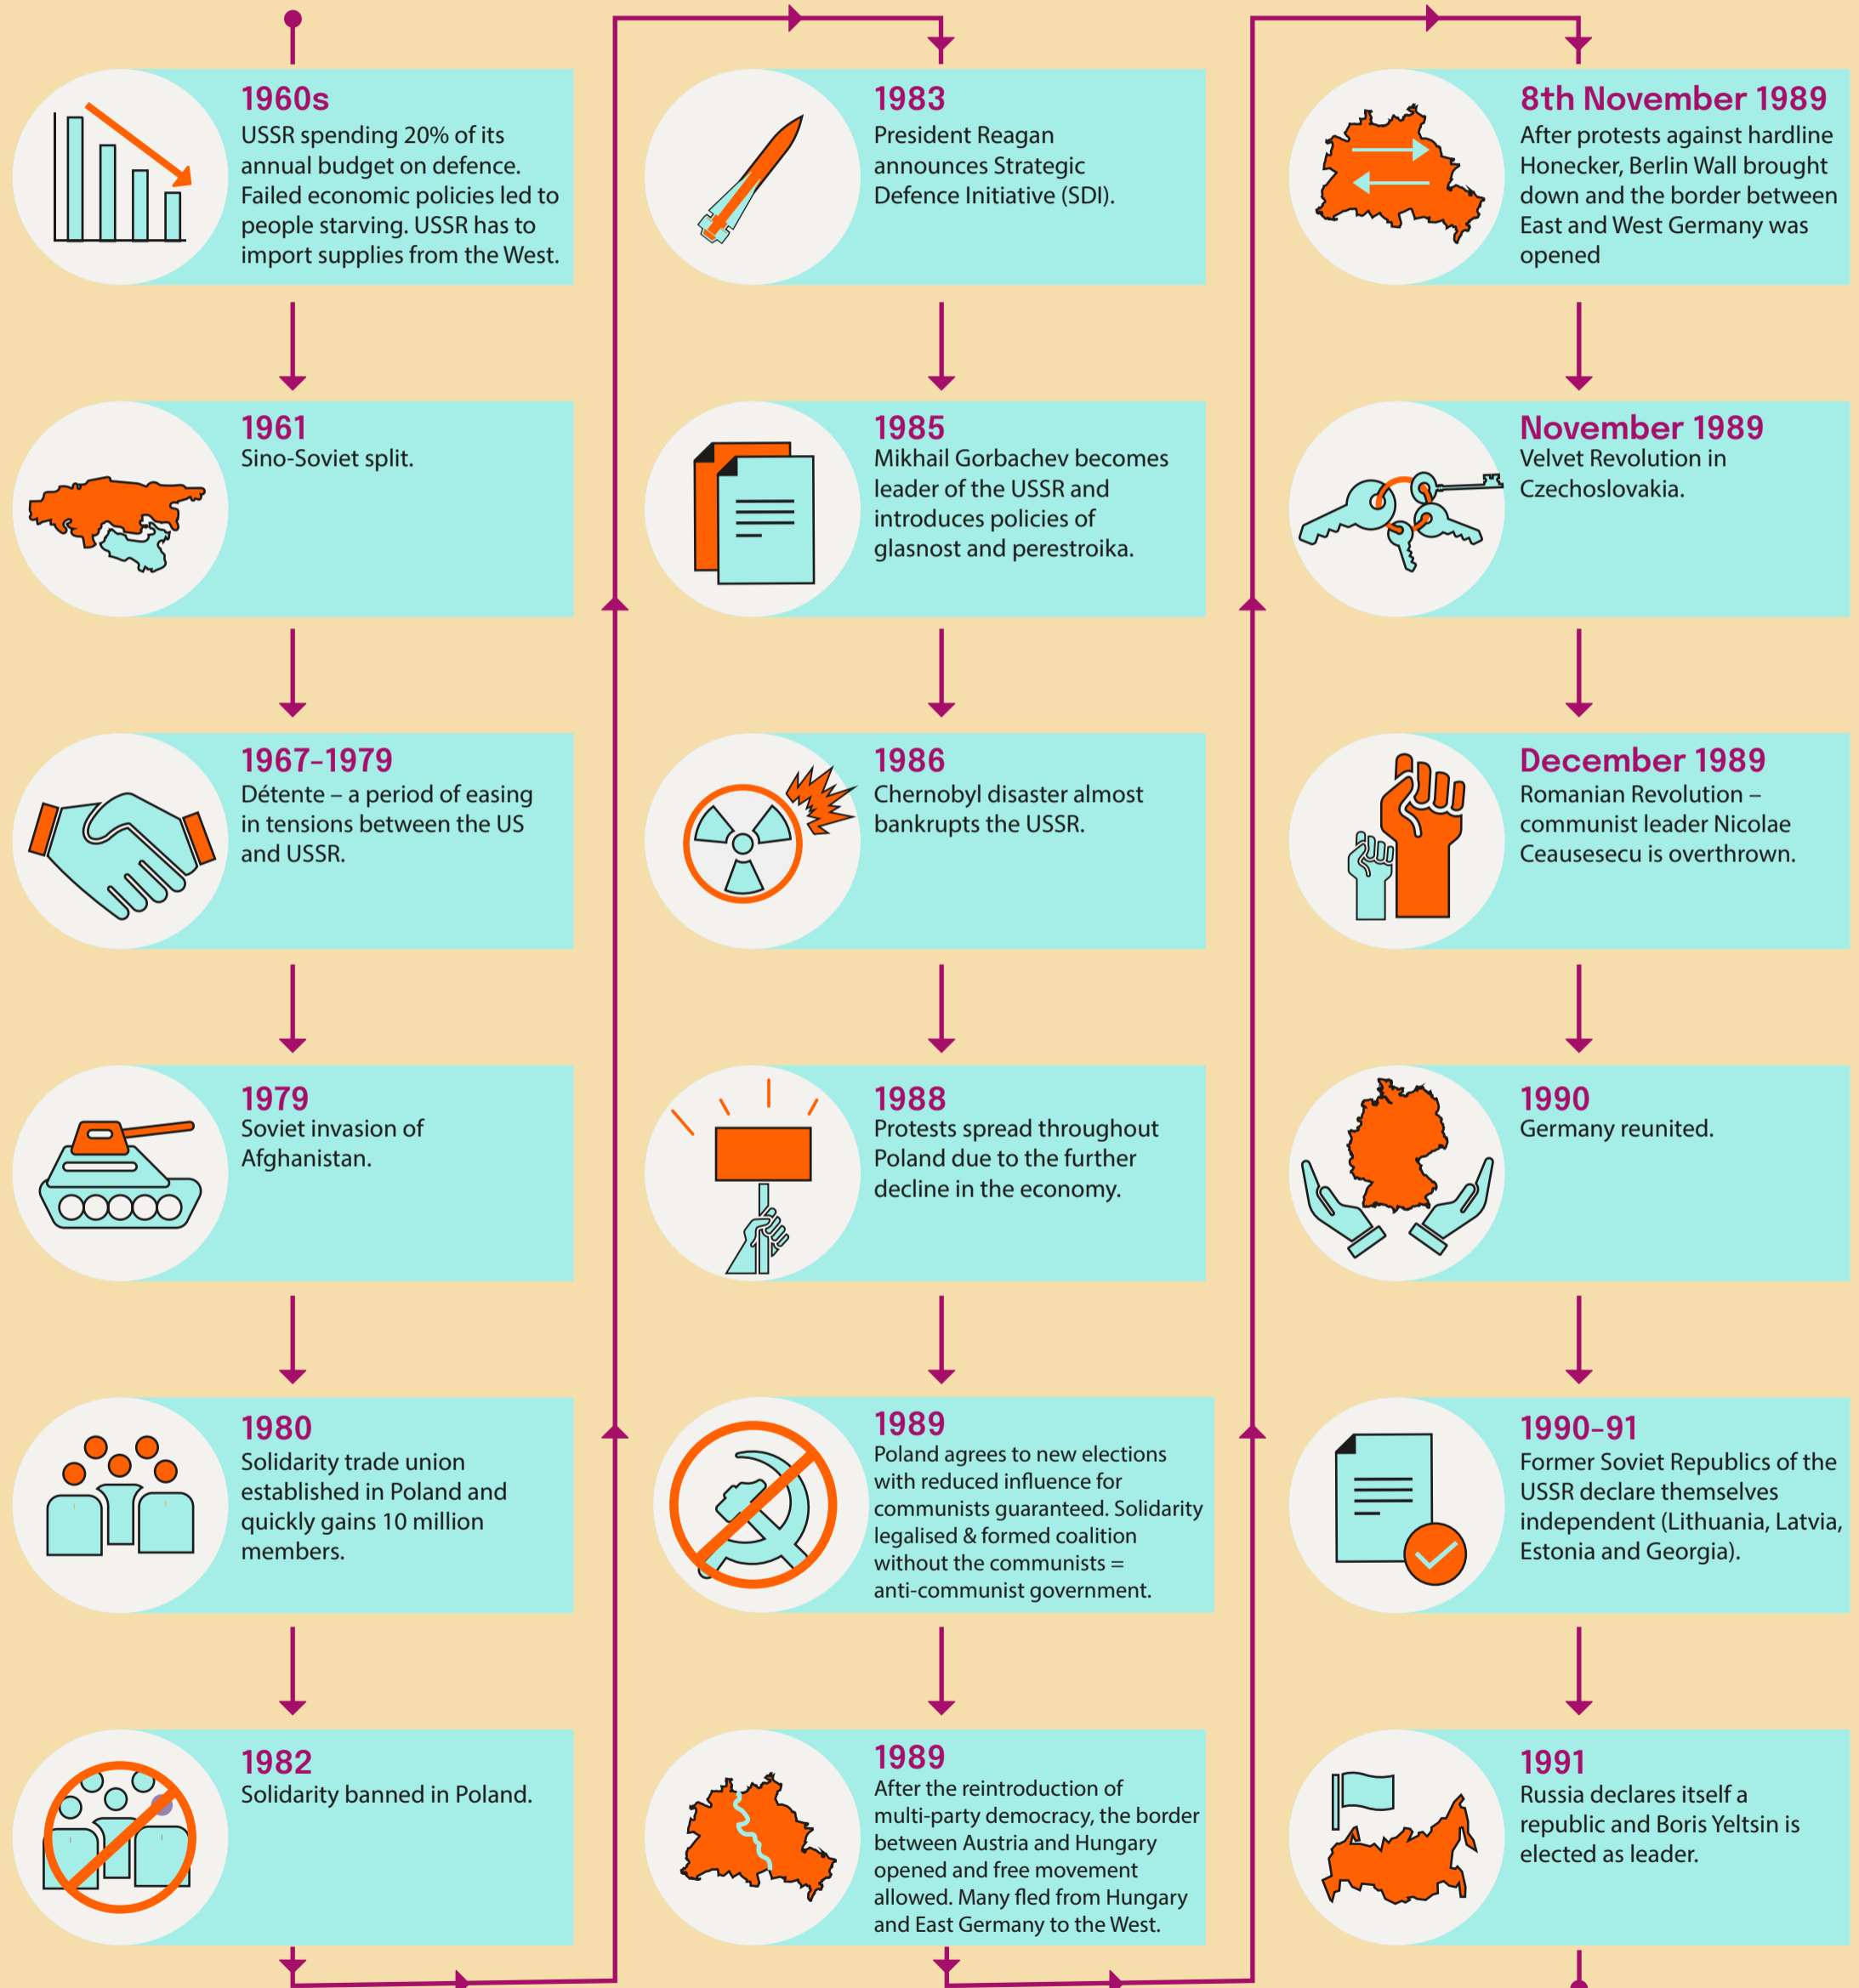 1960s
USSR spending 20% of its
annual budget on defence.
Failed economic policies led to
people starving. USSR has to
import supplies from the West.
1961
Sino-Soviet split.
1967–1979
Détente – a period of easing
in tensions between the US
and USSR.
1979
Soviet invasion of
Afghanistan.
1980
Solidarity trade union
established in Poland and
quickly gains 10 million
members.
1982
Solidarity banned in Poland.
1983
President Reagan
announces Strategic
Defence Initiative (SDI).
1985
Mikhail Gorbachev becomes
leader of the USSR and
introduces policies of
glasnost and perestroika.
1986
Chernobyl disaster almost
bankrupts the USSR.
1988
Protests spread throughout
Poland due to the further
decline in the economy.
1989
Poland agrees to new elections
with reduced influence for
communists guaranteed. Solidarity
legalised & formed coalition
without the communists =
anti-communist government.
1989
After the reintroduction of
multi-party democracy, the border
between Austria and Hungary
opened and free movement
allowed. Many fled from Hungary
and East Germany to the West.
8th November 1989
After protests against hardline
Honecker, Berlin Wall brought
down and the border between
East and West Germany was
opened
November 1989
Velvet Revolution in
Czechoslovakia.
December 1989
Romanian Revolution –
communist leader Nicolae
Ceausesecu is overthrown.
1990
Germany reunited.
1990–91
Former Soviet Republics of the
USSR declare themselves
independent (Lithuania, Latvia,
Estonia and Georgia).
1991
Russia declares itself a
republic and Boris Yeltsin is
elected as leader.